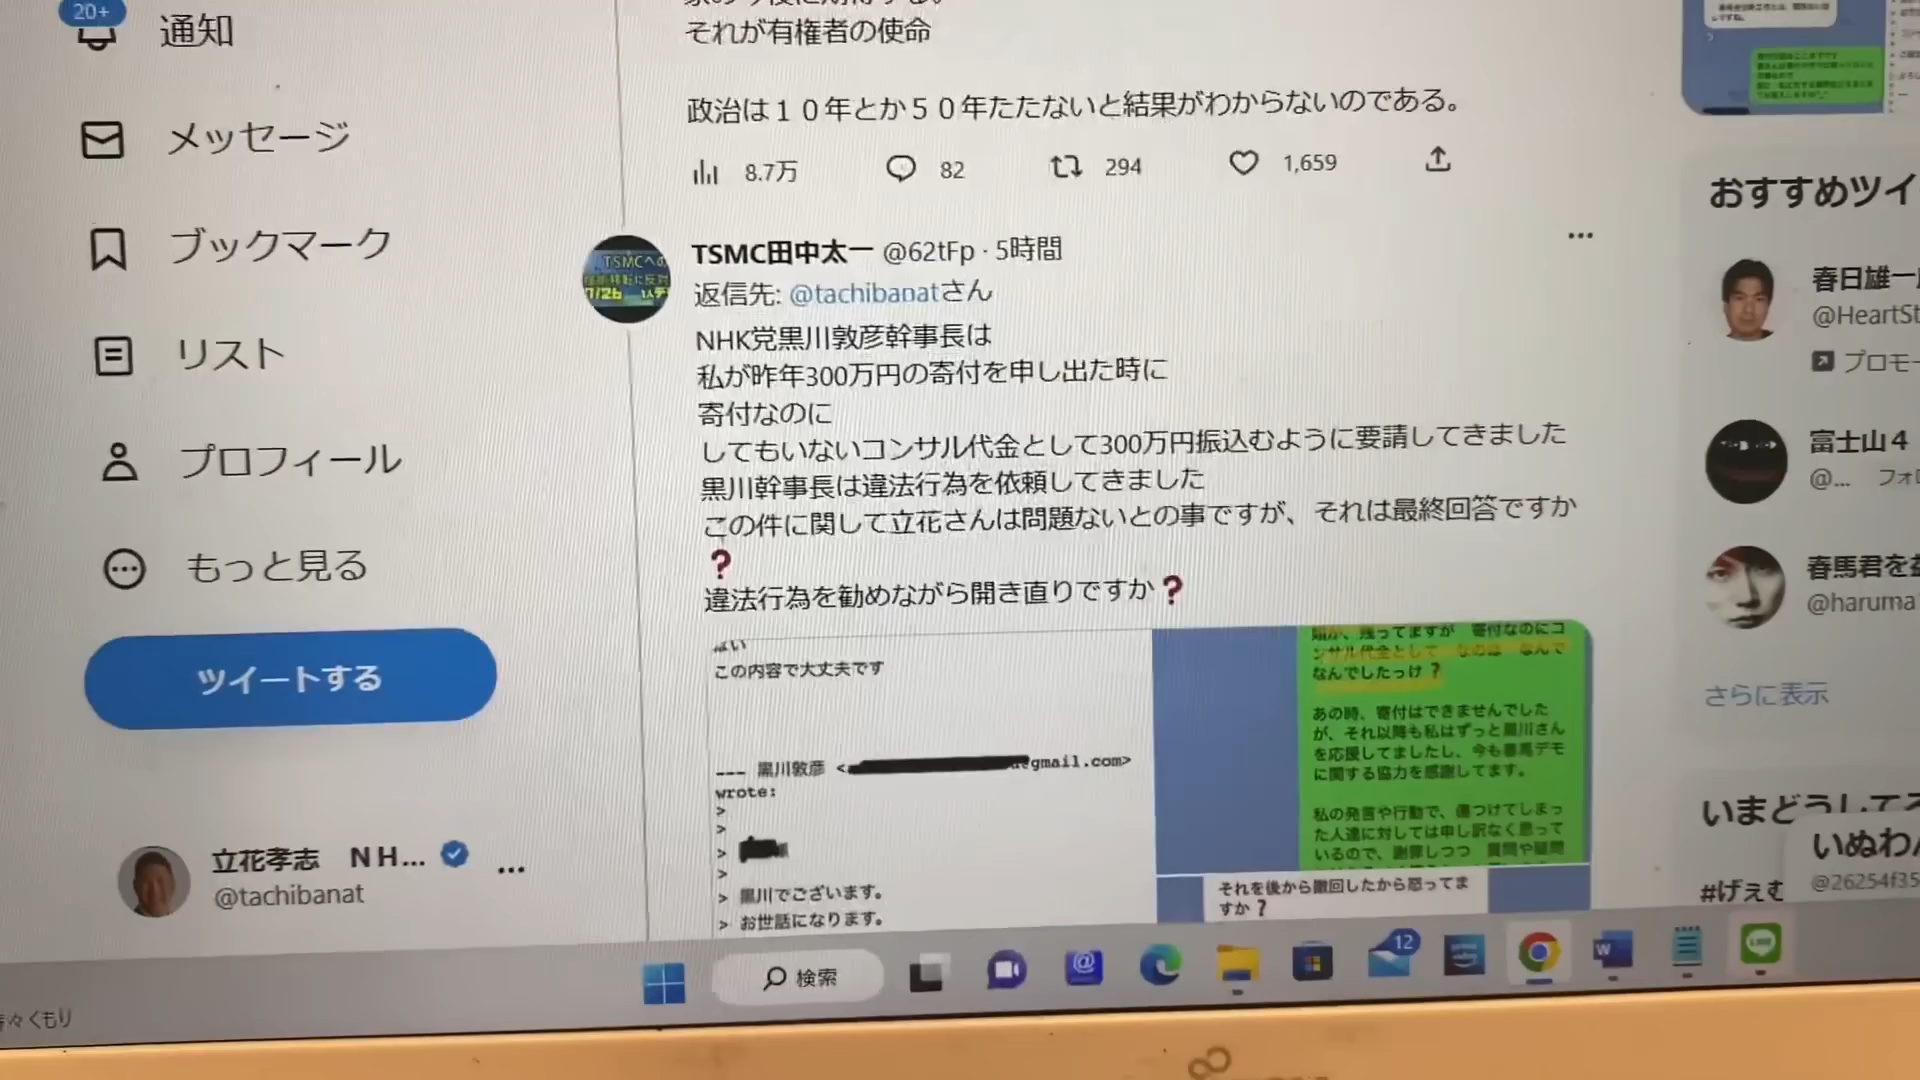 20+
通知
メッセージ
ブックマーク
リスト
プロフィール
もっと見る
ツイートする
立花孝志 NH...
@tachibanat
それが有権者の使命
政治は１０年とか５０年たたないと結果がわからないのである。
8.7万
82
294
1,659
TSMC田中太一 @62tFp · 5時間
返信先: @tachibanatさん
NHK党黒川敦彦幹事長は
私が昨年300万円の寄付を申し出た時に
寄付なのに
してもいないコンサル代金として300万円振込むように要請してきました
黒川幹事長は違法行為を依頼してきました
この件に関して立花さんは問題ないとの事ですが、それは最終回答ですか
❓
違法行為を勧めながら開き直りですか❓
はい
この内容で大丈夫です
--- 黒川敦彦 <
gmail.com>
wrote:
>
>
>
>
> 黒川でございます。
> お世話になります。
残ってますが 寄付なのにコ
ンサル代金として なのは なんで
なんでしたっけ？
あの時、寄付はできませんでした
が、それ以降も私はずっと黒川さん
を応援してましたし、今も春馬デモ
に関する協力を感謝してます。
私の発言や行動で、傷つけてしまっ
た人達に対しては申し訳なく思って
いるので、謝罪しつつ 質問や疑問
それを後から撤回したから怒ってま
すか？
TSMCへの
7/26
おすすめツイ
春日雄一
@HeartSt
プロモー
富士山４
@... フォロ
春馬君を
@haruma
さらに表示
いまどうしてる
いぬわん
@26254f35
#げぇむ
検索
12
くもり